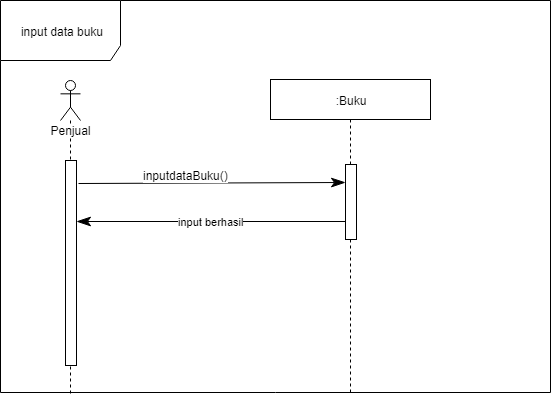 input data buku
Penjual
:Buku
inputdataBuku()
input berhasil